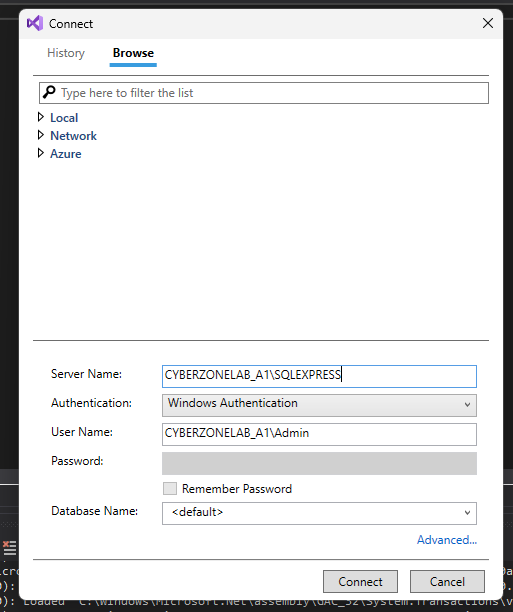 Connect
History Browse
Type here to filter the list
Local
Network
Azure
Server Name: CYBERZONELAB_A1\SQLEXPRESS
Authentication: Windows Authentication
User Name: CYBERZONELAB_A1\Admin
Password:
Remember Password
Database Name: <default>
Advanced...
Connect Cancel